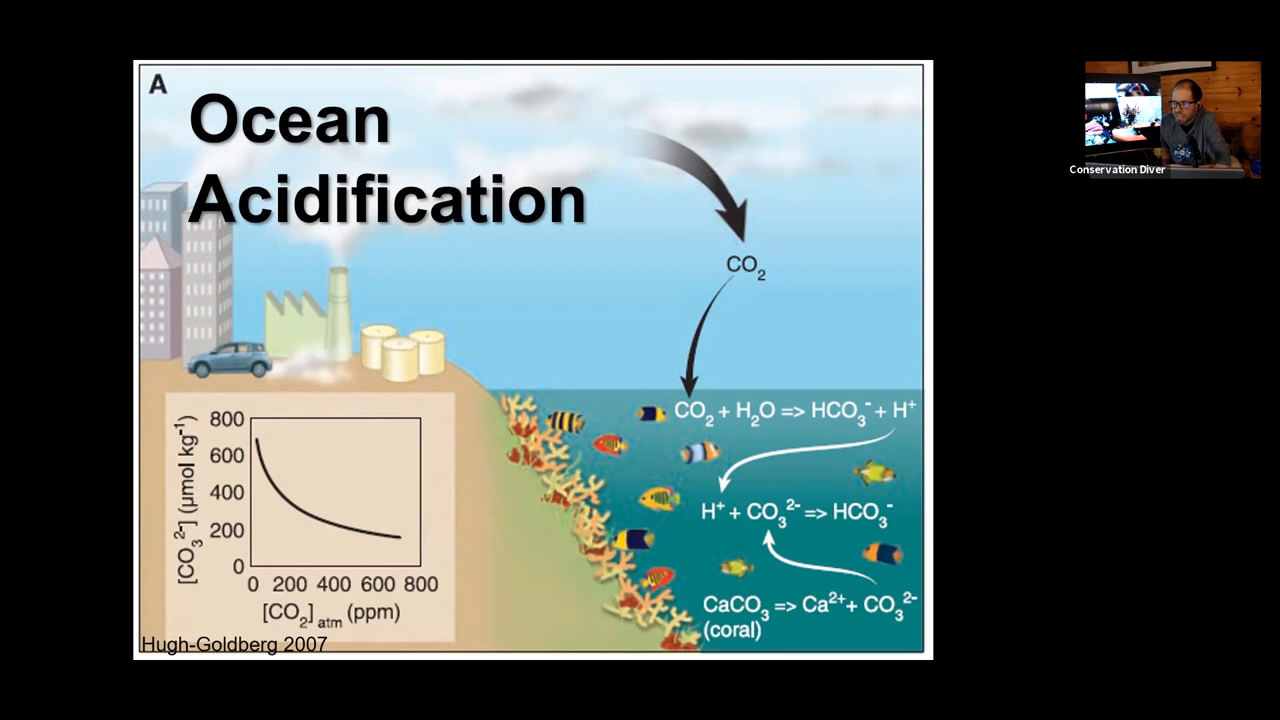 A
Ocean
Acidification
CO₂
CO₂ + H₂O => HCO₃⁻ + H⁺
H⁺ + CO₃²⁻ => HCO₃⁻
CaCO₃ => Ca²⁺ + CO₃²⁻
(coral)
[CO₃²⁻] (μmol kg⁻¹)
800
600
400
200
0
0 200 400 600 800
[CO₂] atm (ppm)
Hugh-Goldberg 2007
Conservation Diver